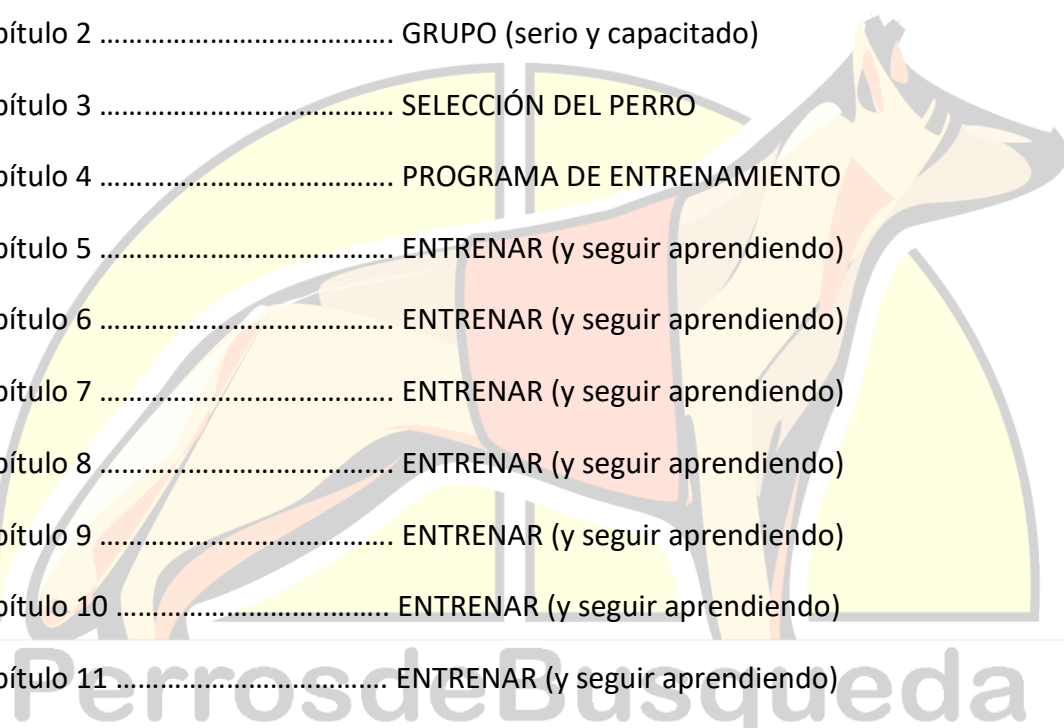 pítulo 2 ……………………………….… GRUPO (serio y capacitado)
pítulo 3 ……………………………….… SELECCIÓN DEL PERRO
pítulo 4 ……………………………….… PROGRAMA DE ENTRENAMIENTO
pítulo 5 ……………………………….… ENTRENAR (y seguir aprendiendo)
pítulo 6 ……………………………….… ENTRENAR (y seguir aprendiendo)
pítulo 7 ……………………………….… ENTRENAR (y seguir aprendiendo)
pítulo 8 ……………………………….… ENTRENAR (y seguir aprendiendo)
pítulo 9 ……………………………….… ENTRENAR (y seguir aprendiendo)
pítulo 10 ……………………………….. ENTRENAR (y seguir aprendiendo)
pítulo 11 ……………………………….. ENTRENAR (y seguir aprendiendo)
PerrosdeBusqueda